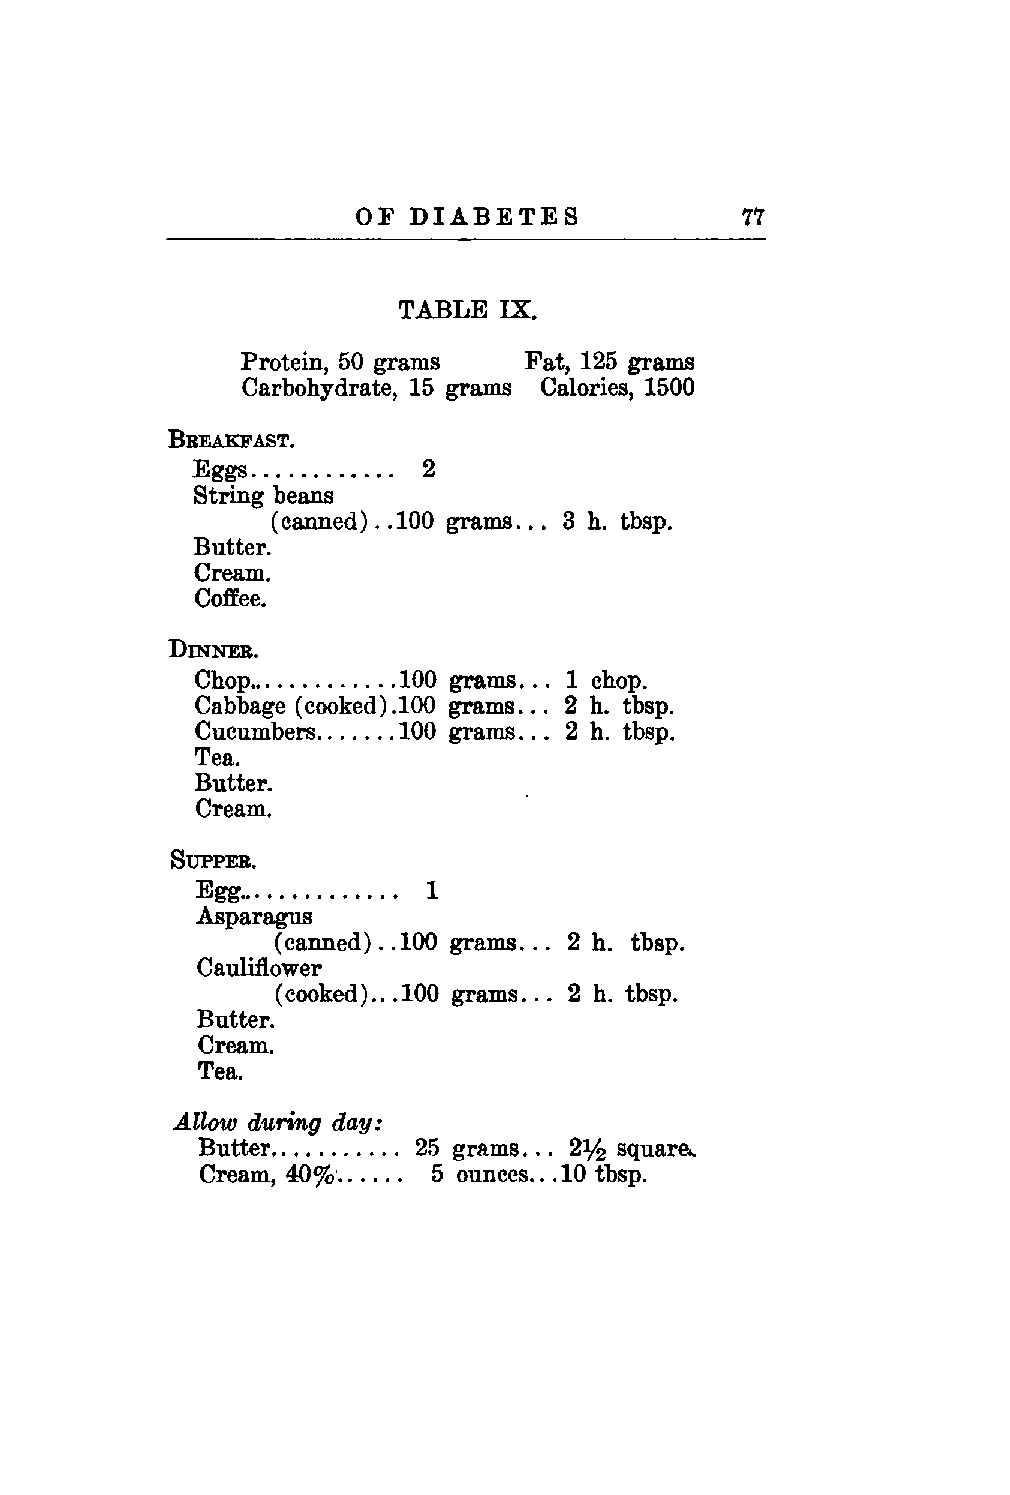 OF DIABETES 77
TABLE IX.
Protein, 50 grams Fat, 125 grams
Carbohydrate, 15 grams Calories, 1500
BREAKFAST.
Eggs............ 2
String beans
(canned)..100 grams... 3 h. tbsp.
Butter.
Cream.
Coffee.
DINNER.
Chop.............100 grams... 1 chop.
Cabbage (cooked).100 grams... 2 h. tbsp.
Cucumbers.......100 grams... 2 h. tbsp.
Tea.
Butter.
Cream.
SUPPER.
Egg.............. 1
Asparagus
(canned)..100 grams... 2 h. tbsp.
Cauliflower
(cooked)...100 grams... 2 h. tbsp.
Butter.
Cream.
Tea.
Allow during day:
Butter........... 25 grams... 2½ square.
Cream, 40%...... 5 ounces...10 tbsp.